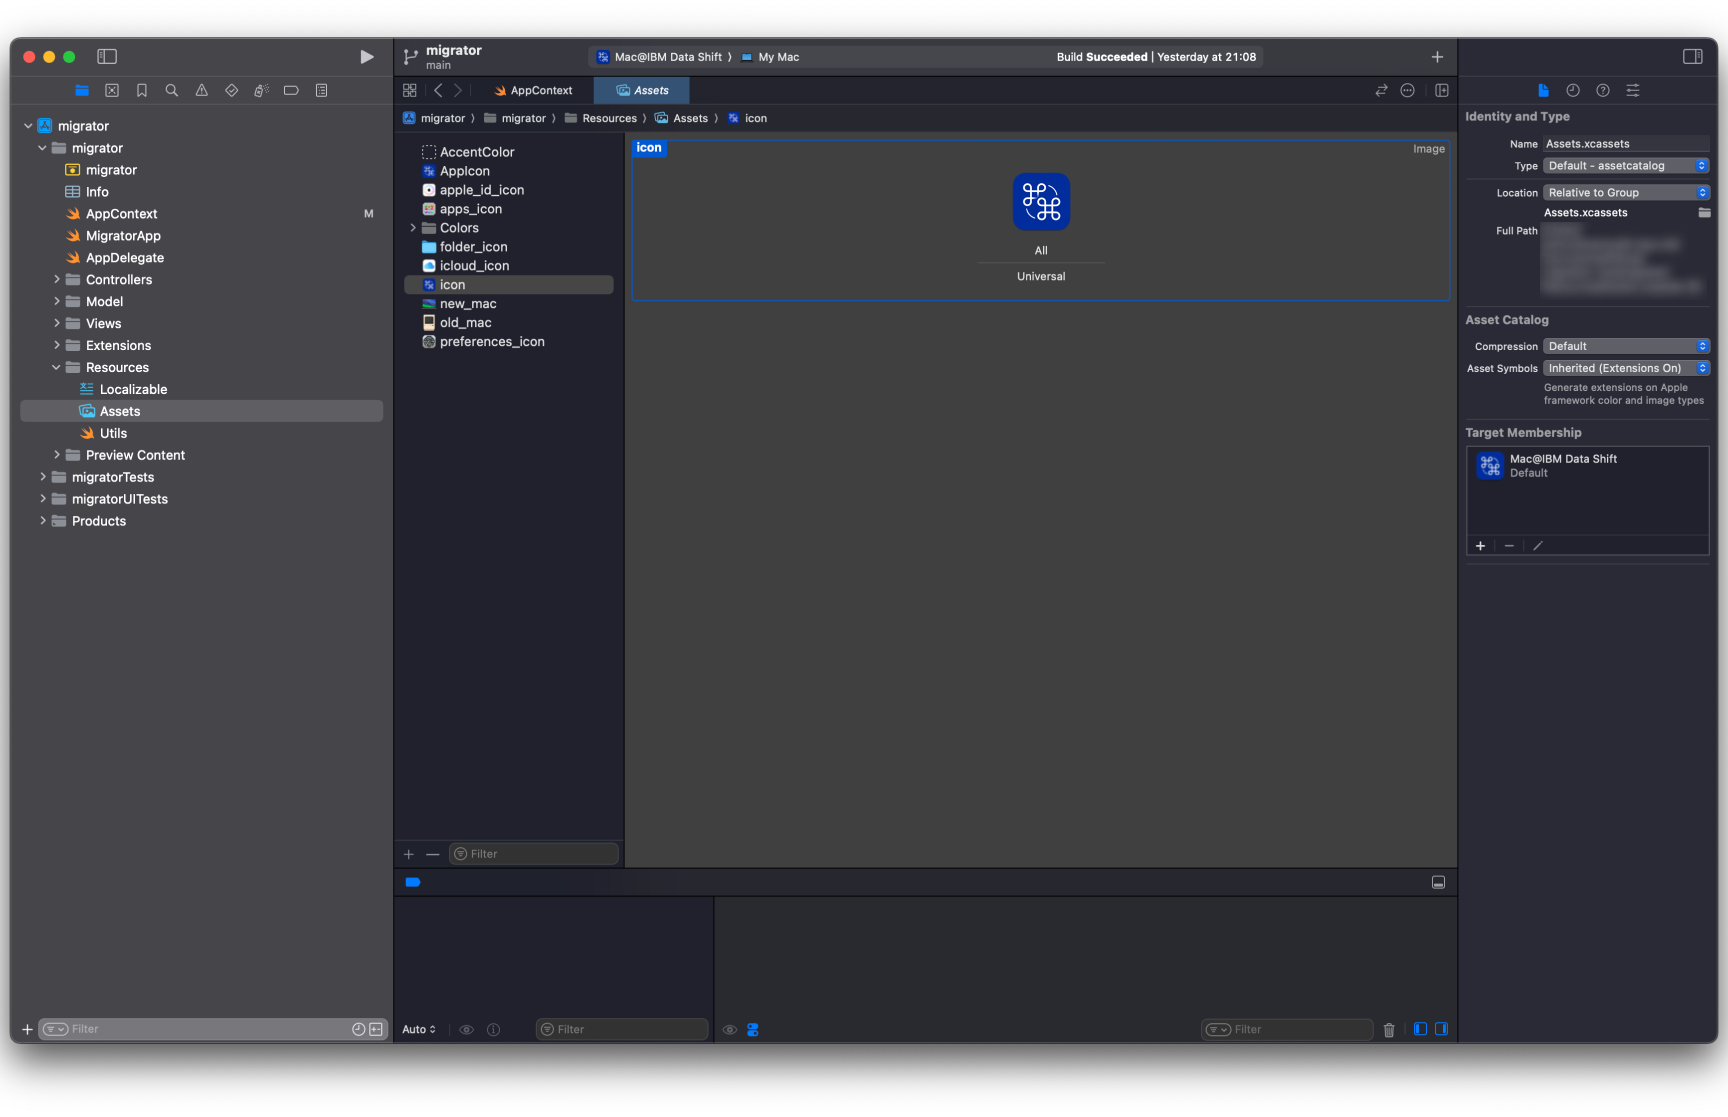 migrator
main
Mac@IBM Data Shift
My Mac
Build Succeeded | Yesterday at 21:08
migrator
migrator
migrator
Info
AppContext
M
MigratorApp
AppDelegate
Controllers
Model
Views
Extensions
Resources
Localizable
Assets
Utils
Preview Content
migratorTests
migratorUITests
Products
Filter
AppContext
Assets
migrator
migrator
Resources
Assets
icon
AccentColor
AppIcon
apple_id_icon
apps_icon
Colors
folder_icon
icloud_icon
icon
new_mac
old_mac
preferences_icon
Filter
icon
Image
All
Universal
Auto
Filter
Filter
Identity and Type
Name Assets.xcassets
Type Default - assetcatalog
Location Relative to Group
Assets.xcassets
Full Path
Asset Catalog
Compression Default
Asset Symbols Inherited (Extensions On)
Generate extensions on Apple
framework color and image types
Target Membership
Mac@IBM Data Shift
Default